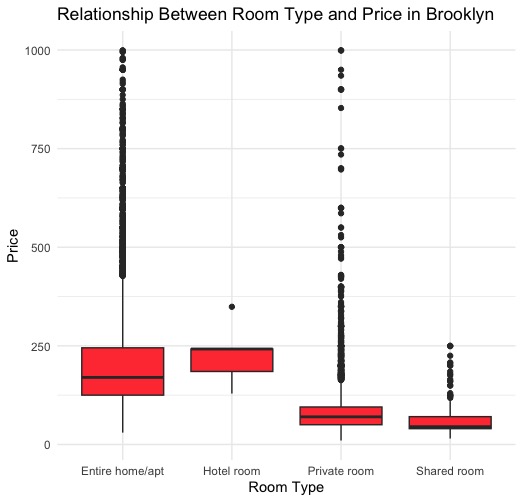 Relationship Between Room Type and Price in Brooklyn
1000
750
500
250
0
Price
Entire home/apt
Hotel room
Private room
Shared room
Room Type